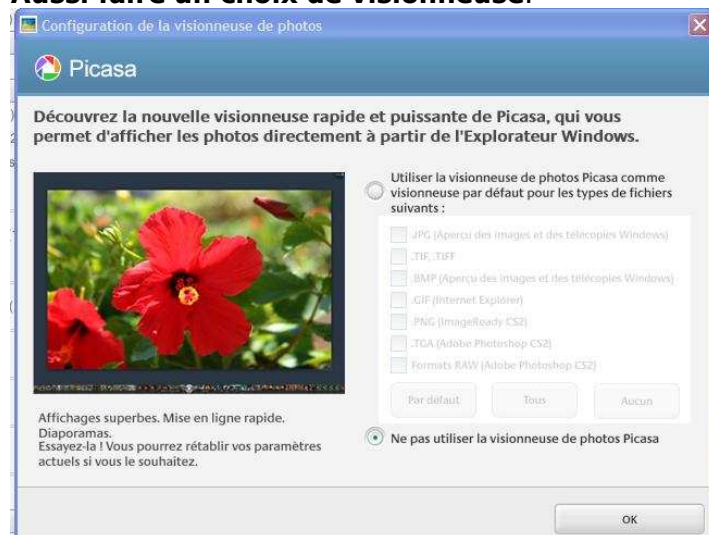 Aussi faire un choix de visionneuse.
Configuration de la visionneuse de photos
Picasa
Découvrez la nouvelle visionneuse rapide et puissante de Picasa, qui vous
permet d'afficher les photos directement à partir de l'Explorateur Windows.
Utiliser la visionneuse de photos Picasa comme
visionneuse par défaut pour les types de fichiers
suivants :
.JPG (Aperçu des images et des télécopies Windows)
.TIF, .TIFF
.BMP (Aperçu des images et des télécopies Windows)
.GIF (Internet Explorer)
.PNG (ImageReady CS2)
.TGA (Adobe Photoshop CS2)
Formats RAW (Adobe Photoshop CS2)
Par défaut Tous Aucun
Affichages superbes. Mise en ligne rapide.
Diaporamas.
Essayez-la ! Vous pourrez rétablir vos paramètres
actuels si vous le souhaitez.
Ne pas utiliser la visionneuse de photos Picasa
OK